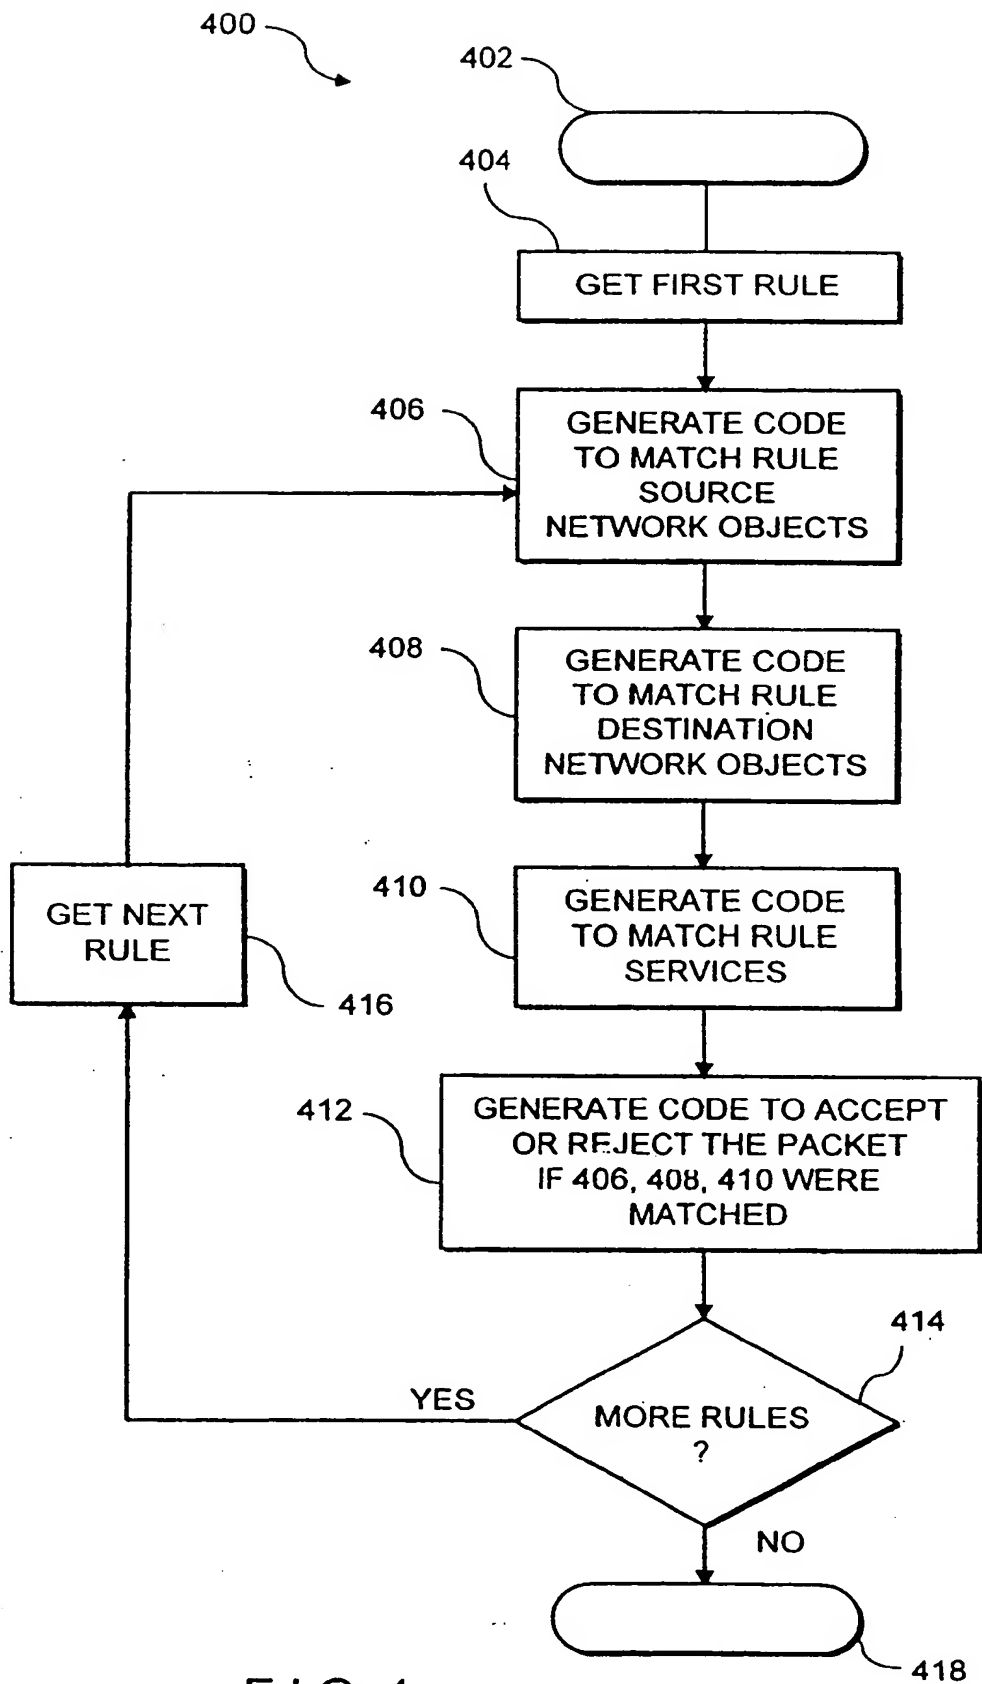 400
402
404
GET FIRST RULE
406
GENERATE CODE
TO MATCH RULE
SOURCE
NETWORK OBJECTS
408
GENERATE CODE
TO MATCH RULE
DESTINATION
NETWORK OBJECTS
410
GENERATE CODE
TO MATCH RULE
SERVICES
GET NEXT
RULE
416
412
GENERATE CODE TO ACCEPT
OR REJECT THE PACKET
IF 406, 408, 410 WERE
MATCHED
414
YES
MORE RULES
?
NO
418